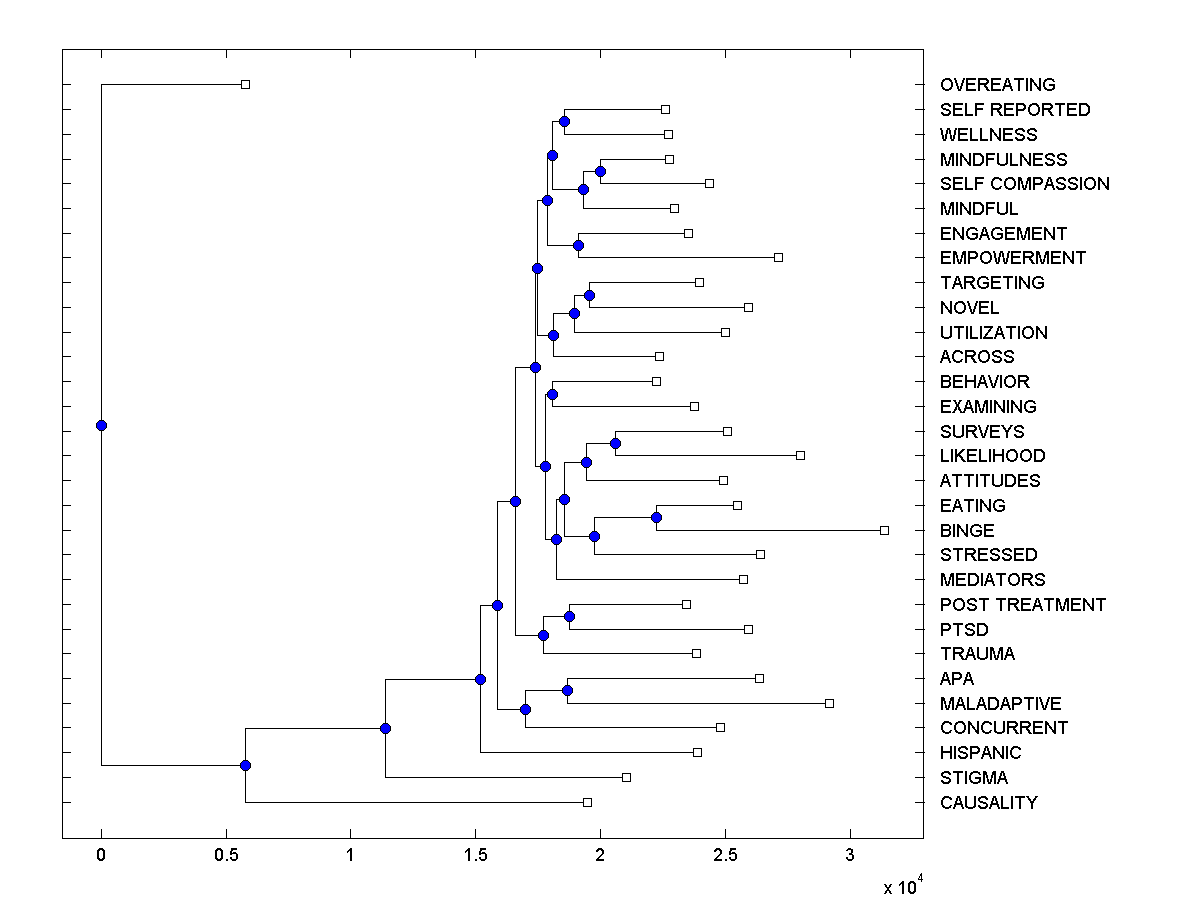 OVEREATING
SELF REPORTED
WELLNESS
MINDFULNESS
SELF COMPASSION
MINDFUL
ENGAGEMENT
EMPOWERMENT
TARGETING
NOVEL
UTILIZATION
ACROSS
BEHAVIOR
EXAMINING
SURVEYS
LIKELIHOOD
ATTITUDES
EATING
BINGE
STRESSED
MEDIATORS
POST TREATMENT
PTSD
TRAUMA
APA
MALADAPTIVE
CONCURRENT
HISPANIC
STIGMA
CAUSALITY
0 0.5 1 1.5 2 2.5 3
x 10^4